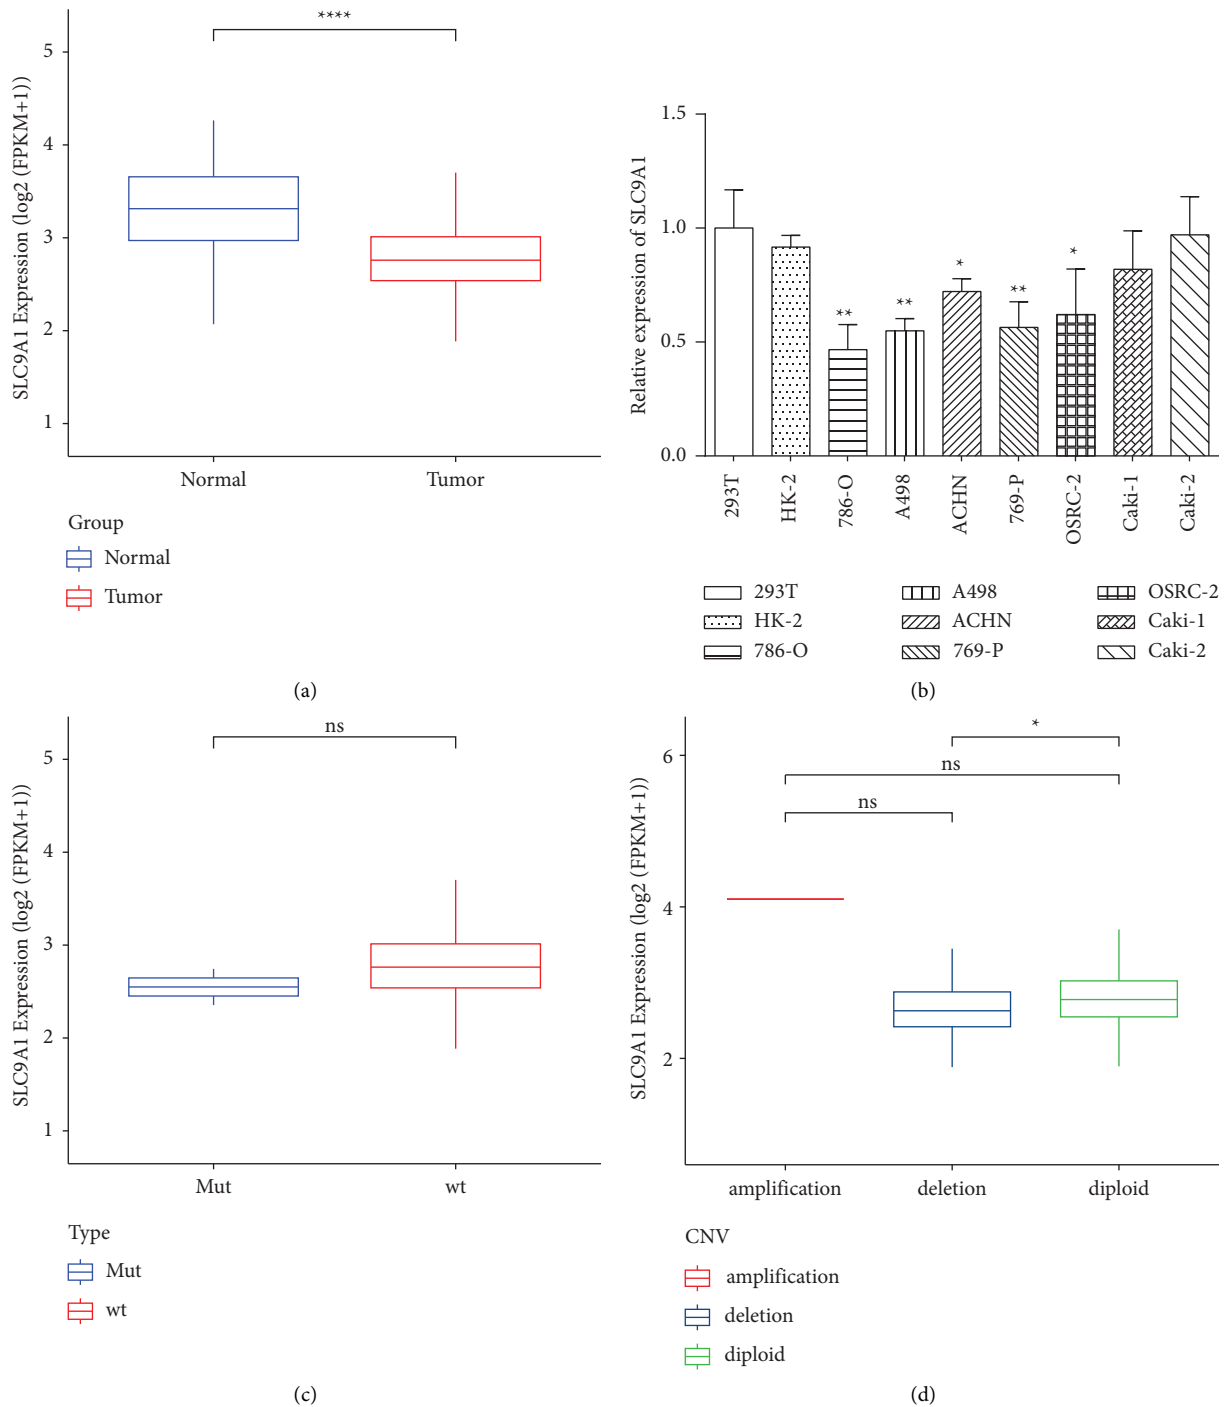 ****
SLC9A1 Expression (log2 (FPKM+1))
5
4
3
2
1
Normal
Tumor
Group
Normal
Tumor
(a)
Relative expression of SLC9A1
1.5
1.0
0.5
0.0
**
**
*
**
*
293T
HK-2
786-O
A498
ACHN
769-P
OSRC-2
Caki-1
Caki-2
293T
HK-2
786-O
A498
ACHN
769-P
OSRC-2
Caki-1
Caki-2
(b)
ns
SLC9A1 Expression (log2 (FPKM+1))
5
4
3
2
1
Mut
wt
Type
Mut
wt
(c)
*
ns
ns
SLC9A1 Expression (log2 (FPKM+1))
6
4
2
amplification
deletion
diploid
CNV
amplification
deletion
diploid
(d)